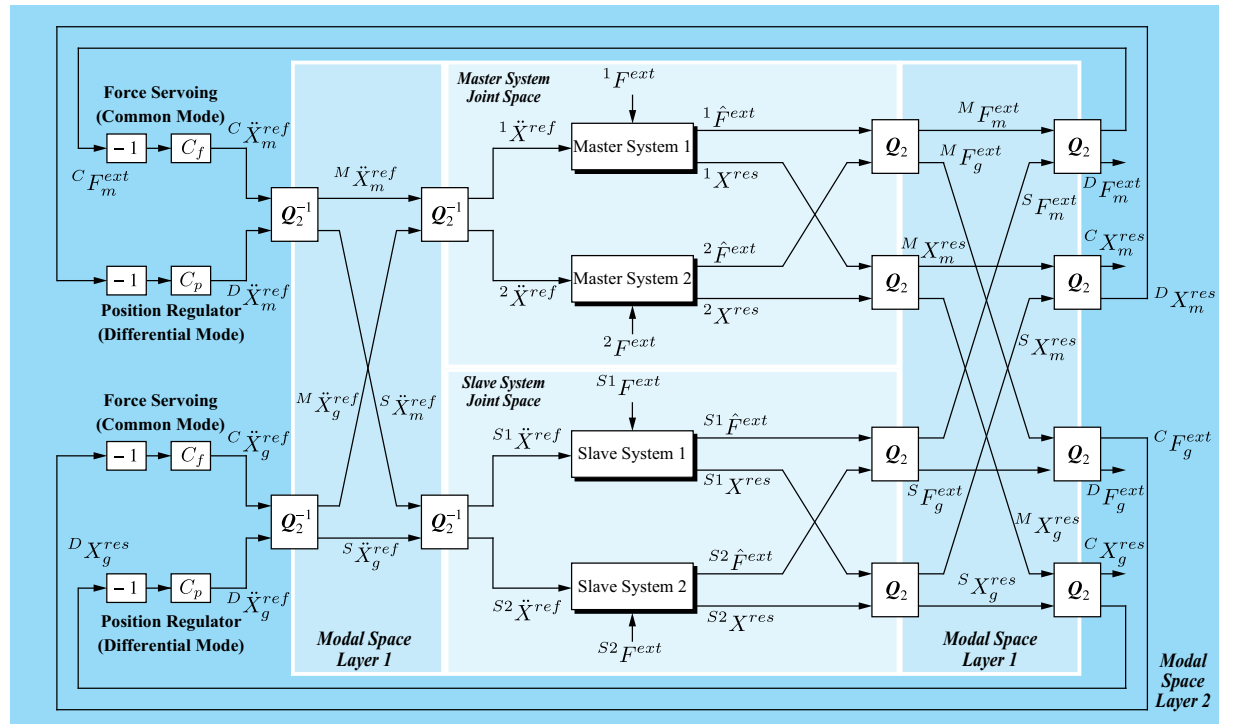 Force Servoing
(Common Mode)
- 1
C_f
^C Ẍ_m^{ref}
^C F_m^{ext}
- 1
C_p
^D Ẍ_m^{ref}
Position Regulator
(Differential Mode)
Q_2^{-1}
^M Ẍ_m^{ref}
Q_2^{-1}
Master System
Joint Space
^1 F^{ext}
^1 Ẍ^{ref}
Master System 1
^1 F̂^{ext}
^1 X^{res}
^2 Ẍ^{ref}
Master System 2
^2 F̂^{ext}
^2 X^{res}
^2 F^{ext}
Q_2
Q_2
^M F_m^{ext}
^M F_g^{ext}
^S F_m^{ext}
^M X_m^{res}
^S X_m^{res}
Q_2
Q_2
^D F_m^{ext}
^C X_m^{res}
^D X_m^{res}
Force Servoing
(Common Mode)
- 1
C_f
^C Ẍ_g^{ref}
^D X_g^{res}
- 1
C_p
^D Ẍ_g^{ref}
Position Regulator
(Differential Mode)
Q_2^{-1}
^M Ẍ_g^{ref}
^S Ẍ_m^{ref}
^S Ẍ_g^{ref}
Q_2^{-1}
Modal Space
Layer 1
Slave System
Joint Space
^{S1} F^{ext}
^{S1} Ẍ^{ref}
Slave System 1
^{S1} F̂^{ext}
^{S1} X^{res}
^{S2} Ẍ^{ref}
Slave System 2
^{S2} F̂^{ext}
^{S2} X^{res}
^{S2} F^{ext}
Q_2
Q_2
^S F_g^{ext}
^M X_g^{res}
^S X_g^{res}
Q_2
Q_2
^C F_g^{ext}
^D F_g^{ext}
^C X_g^{res}
Modal Space
Layer 1
Modal
Space
Layer 2